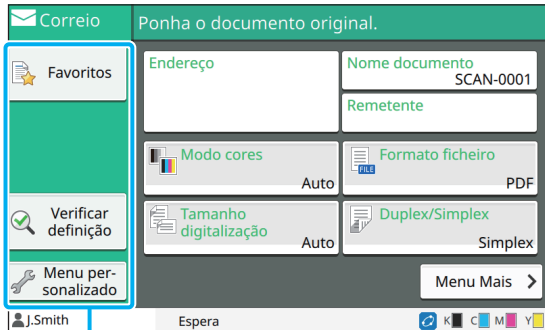 Correio
Ponha o documento original.
Favoritos
Endereço
Nome documento
SCAN-0001
Remetente
Modo cores
Auto
Formato ficheiro
FILE
PDF
Verificar
definição
Tamanho
digitalização
Auto
Duplex/Simplex
Simplex
Menu per-
sonalizado
Menu Mais
J.Smith
Espera
K C M Y